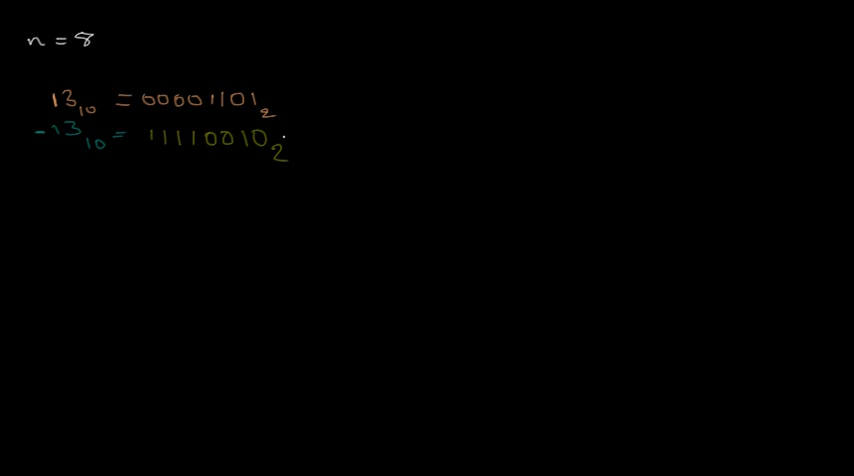 n = 8
13₁₀ = 00001101₂
-13₁₀ = 11110010₂